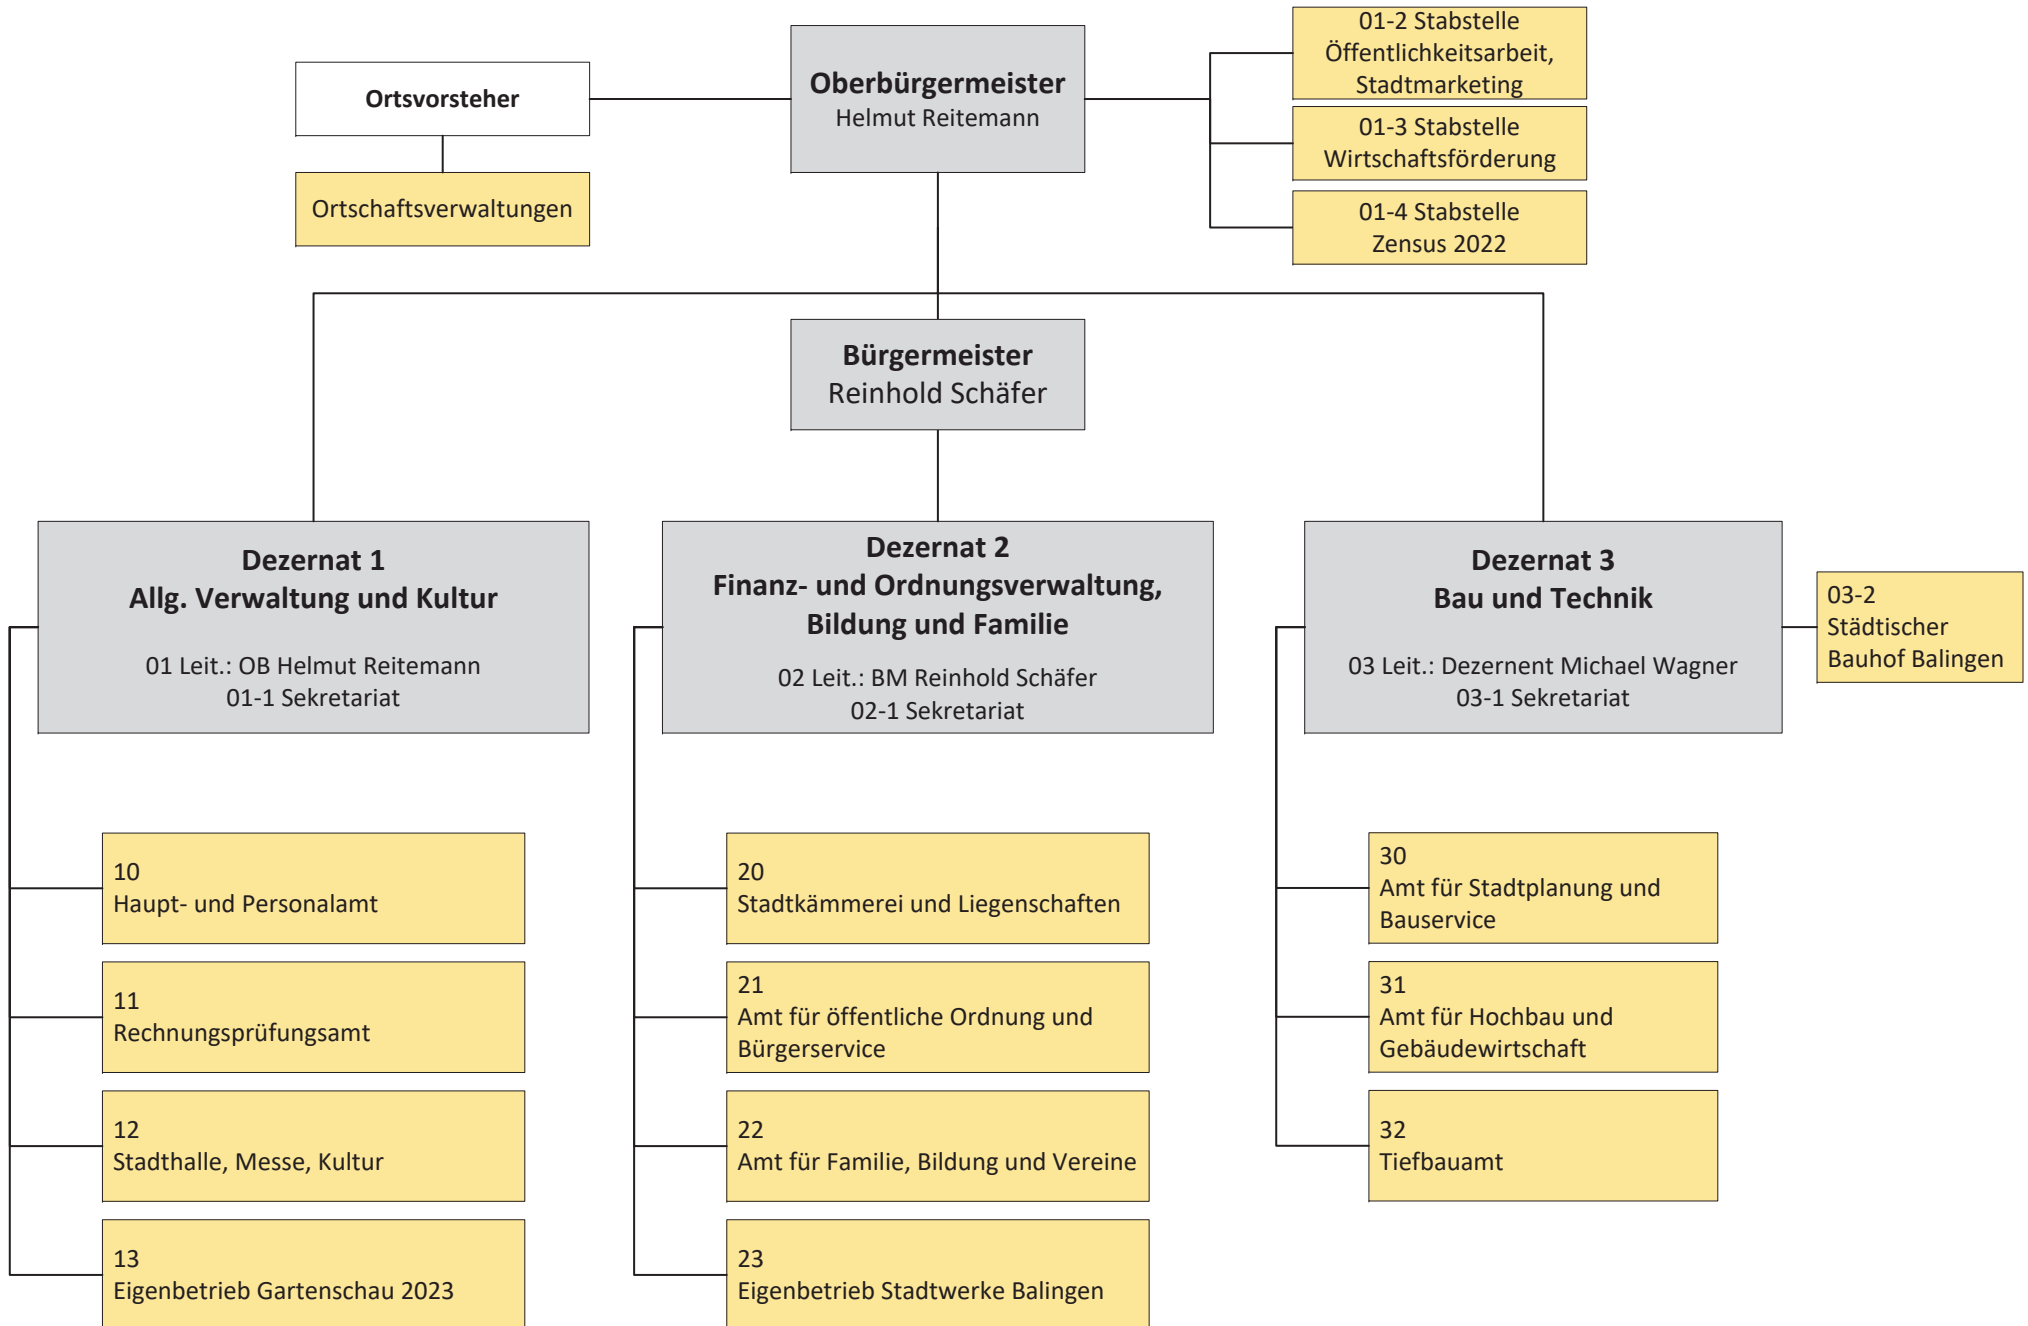 Ortsvorsteher
Ortschaftsverwaltungen
Oberbürgermeister
Helmut Reitemann
01-2 Stabstelle
Öffentlichkeitsarbeit,
Stadtmarketing
01-3 Stabstelle
Wirtschaftsförderung
01-4 Stabstelle
Zensus 2022
Bürgermeister
Reinhold Schäfer
Dezernat 1
Allg. Verwaltung und Kultur
01 Leit.: OB Helmut Reitemann
01-1 Sekretariat
10
Haupt- und Personalamt
11
Rechnungsprüfungsamt
12
Stadthalle, Messe, Kultur
13
Eigenbetrieb Gartenschau 2023
Dezernat 2
Finanz- und Ordnungsverwaltung,
Bildung und Familie
02 Leit.: BM Reinhold Schäfer
02-1 Sekretariat
20
Stadtkämmerei und Liegenschaften
21
Amt für öffentliche Ordnung und
Bürgerservice
22
Amt für Familie, Bildung und Vereine
23
Eigenbetrieb Stadtwerke Balingen
Dezernat 3
Bau und Technik
03 Leit.: Dezernent Michael Wagner
03-1 Sekretariat
03-2
Städtischer
Bauhof Balingen
30
Amt für Stadtplanung und
Bauservice
31
Amt für Hochbau und
Gebäudewirtschaft
32
Tiefbauamt